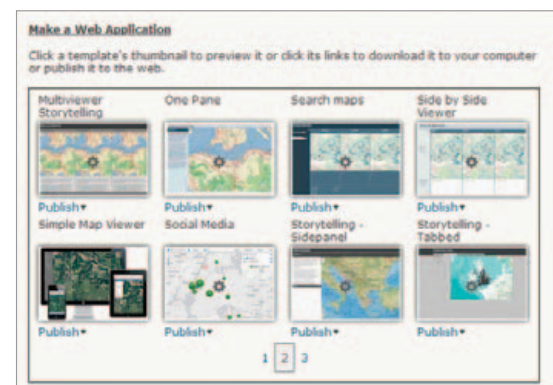 Make a Web Application
Click a template's thumbnail to preview it or click its links to download it to your computer
or publish it to the web.
Multiviewer
Storytelling
One Pane
Search maps
Side by Side
Viewer
Publish▾
Publish▾
Publish▾
Publish▾
Simple Map Viewer
Social Media
Storytelling -
Sidepanel
Storytelling -
Tabbed
Publish▾
Publish▾
Publish▾
Publish▾
1 2 3